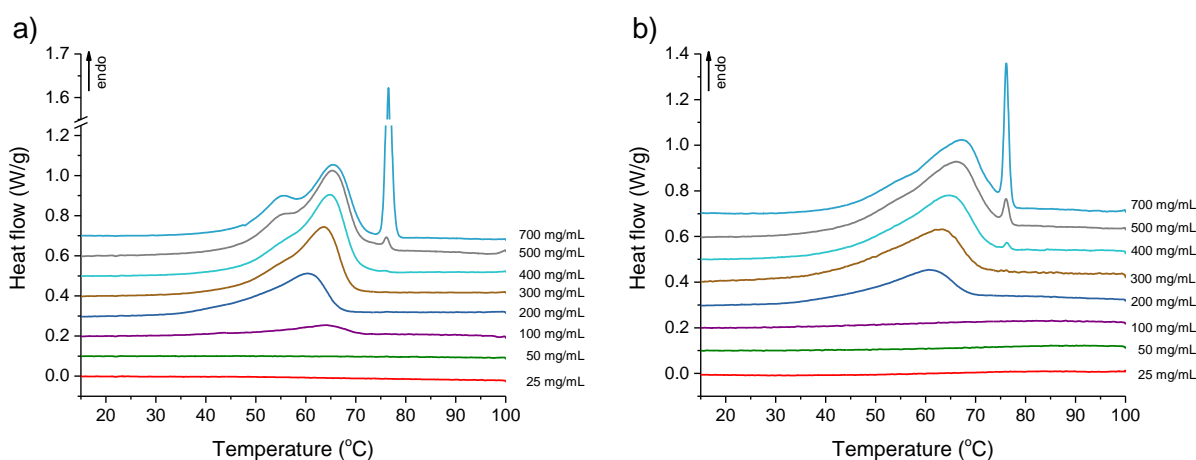 a)
endo
Heat flow (W/g)
1.7
1.6
1.2
1.0
0.8
0.6
0.4
0.2
0.0
700 mg/mL
500 mg/mL
400 mg/mL
300 mg/mL
200 mg/mL
100 mg/mL
50 mg/mL
25 mg/mL
20 30 40 50 60 70 80 90 100
Temperature (°C)
b)
endo
Heat flow (W/g)
1.4
1.2
1.0
0.8
0.6
0.4
0.2
0.0
700 mg/mL
500 mg/mL
400 mg/mL
300 mg/mL
200 mg/mL
100 mg/mL
50 mg/mL
25 mg/mL
20 30 40 50 60 70 80 90 100
Temperature (°C)